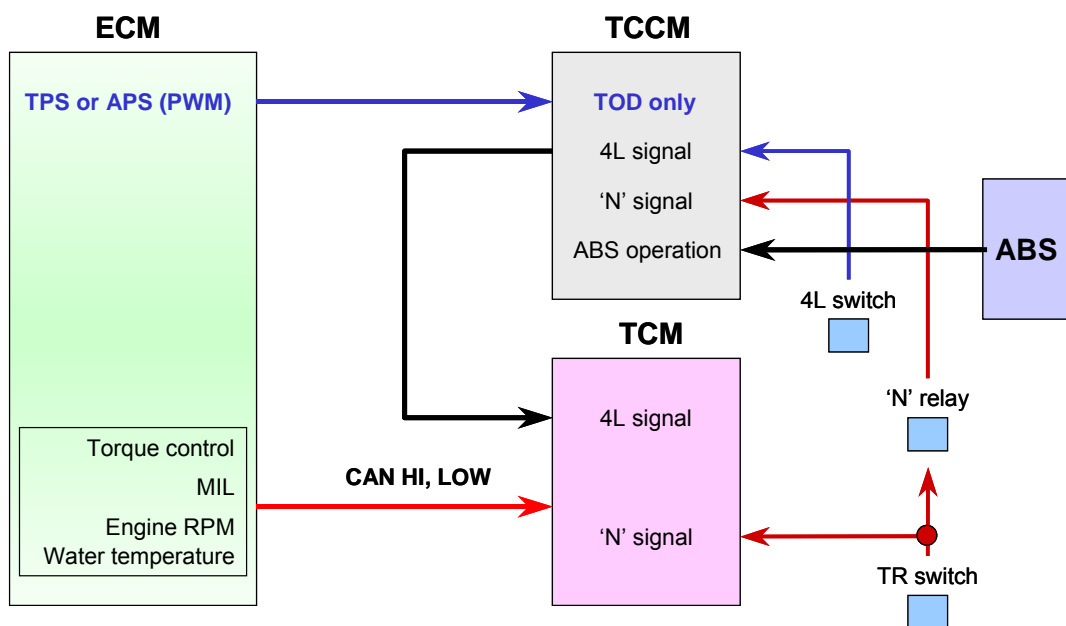 ECM
TPS or APS (PWM)
Torque control
MIL
Engine RPM
Water temperature
CAN HI, LOW
TCCM
TOD only
4L signal
‘N’ signal
ABS operation
TCM
4L signal
‘N’ signal
4L switch
ABS
‘N’ relay
TR switch